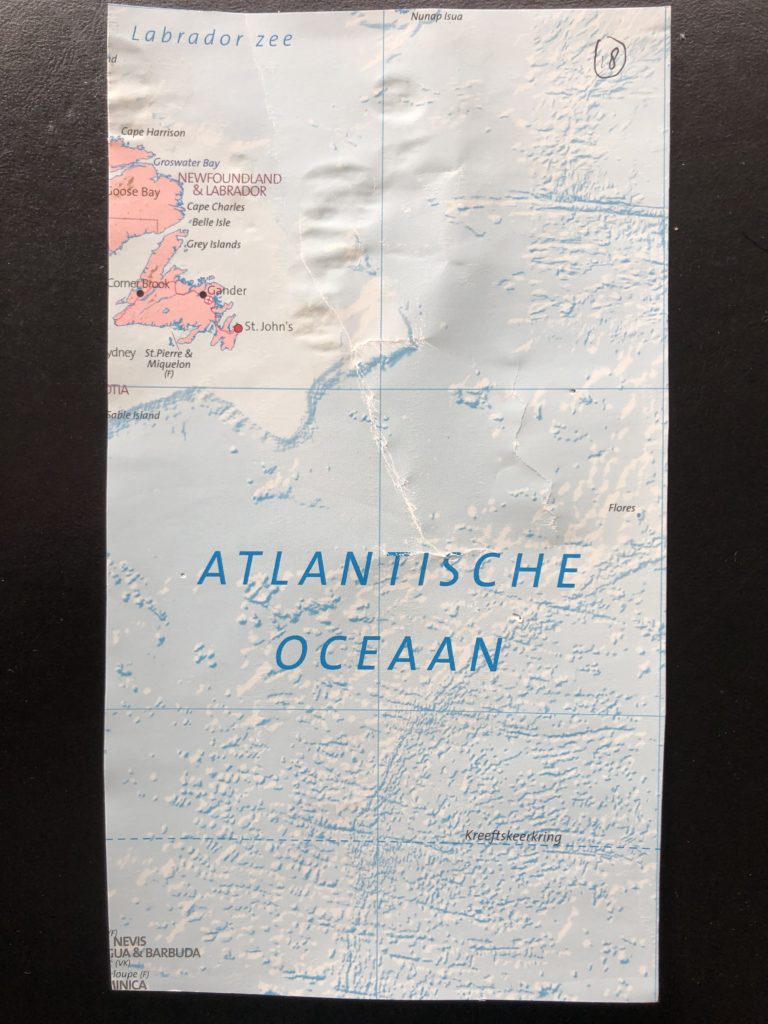 Nunap Isua
Labrador zee
8
nd
Cape Harrison
Groswater Bay
NEWFOUNDLAND
& LABRADOR
Goose Bay
Cape Charles
Belle Isle
Grey Islands
Corner Brook
Gander
St. John's
ydney
St.Pierre &
Miquelon
(F)
OTIA
Sable Island
Flores
ATLANTISCHE
OCEAAN
Kreeftskeerkring
NEVIS
GUA & BARBUDA
(VK)
loupe (F)
MINICA